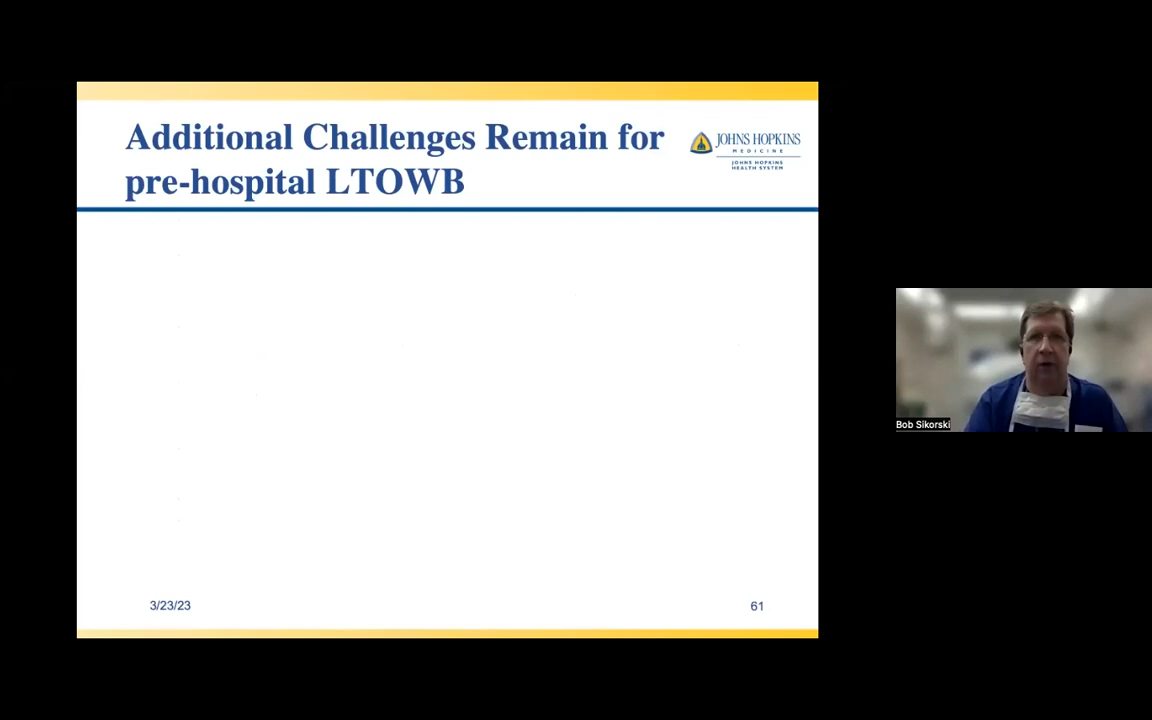 Additional Challenges Remain for
pre-hospital LTOWB
JOHNS HOPKINS
MEDICINE
JOHNS HOPKINS
HEALTH SYSTEM
Bob Sikorski
3/23/23
61